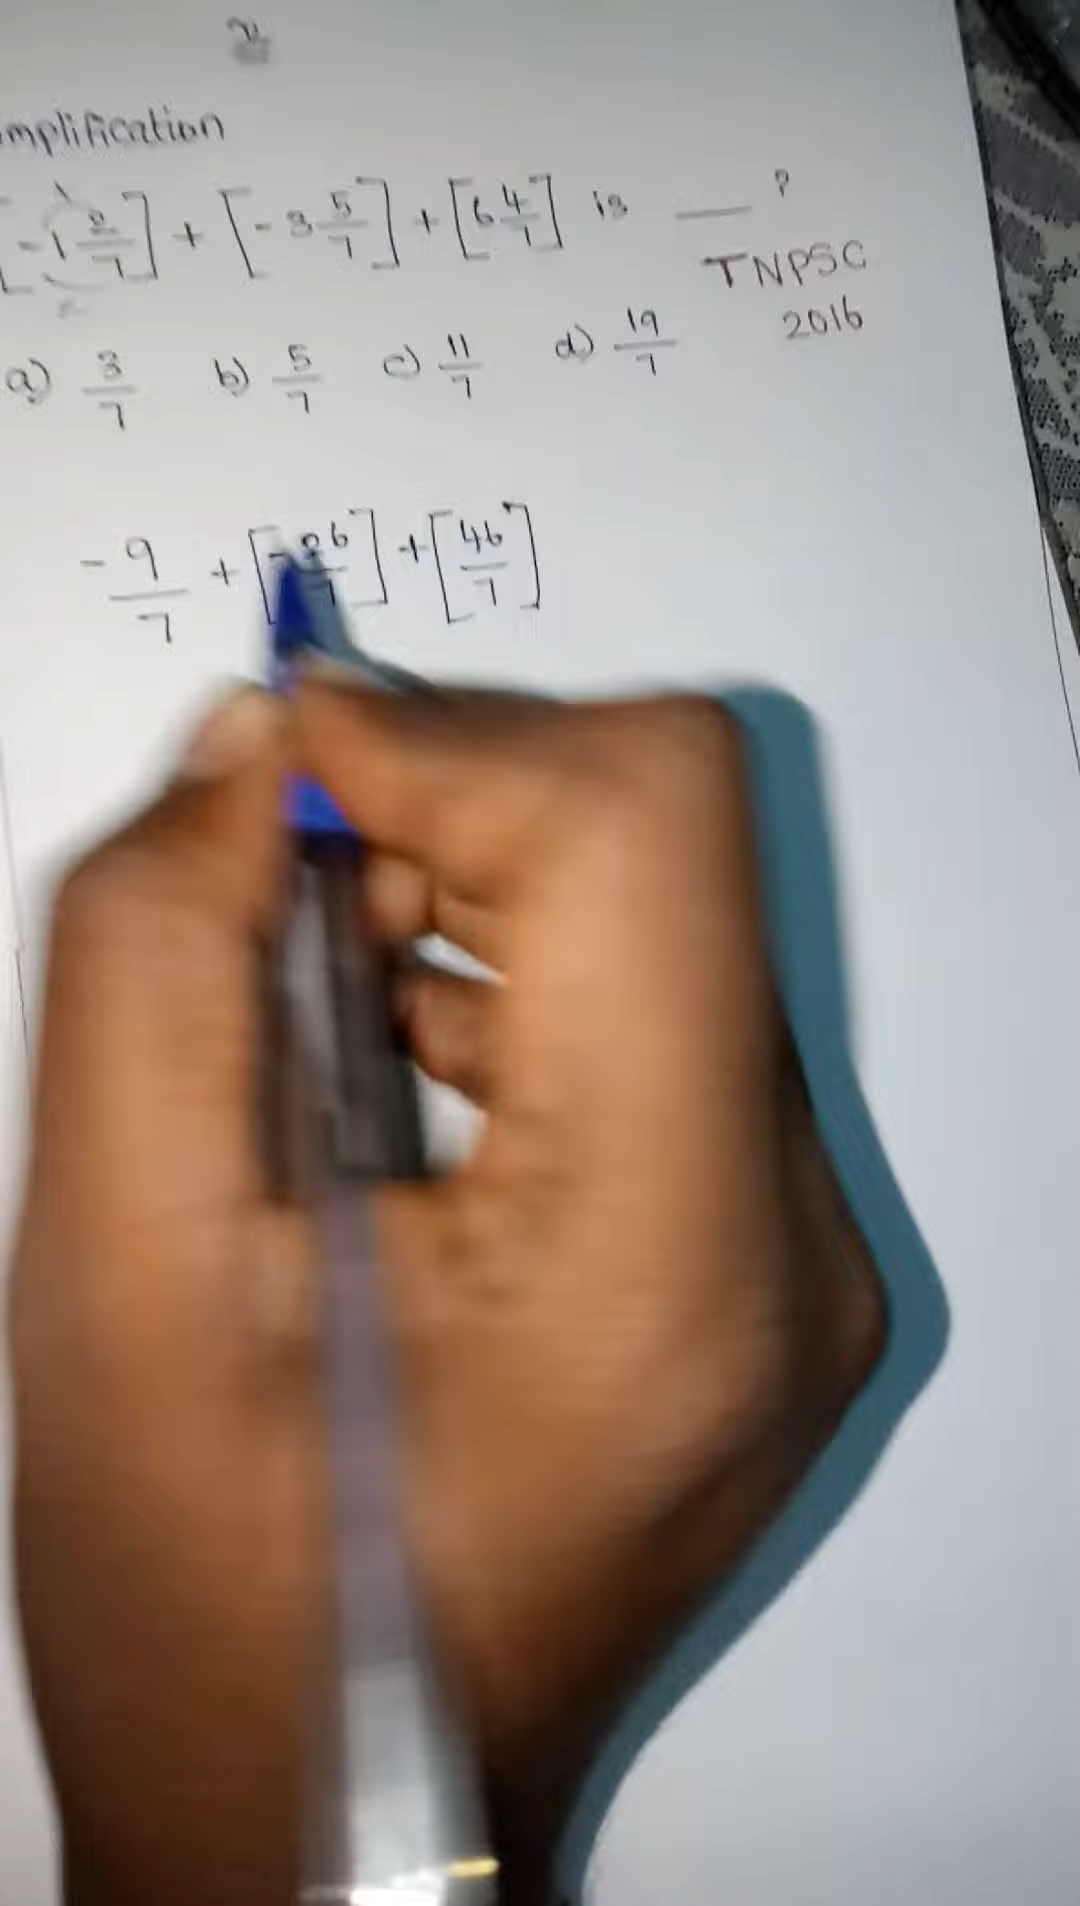 mplification
[-1 2/7] + [-3 5/7] + [6 4/7] is ___ ?
TNPSC
2016
a) 3/7 b) 5/7 c) 11/7 d) 19/7
-9/7 + [-26/7] + [46/7]